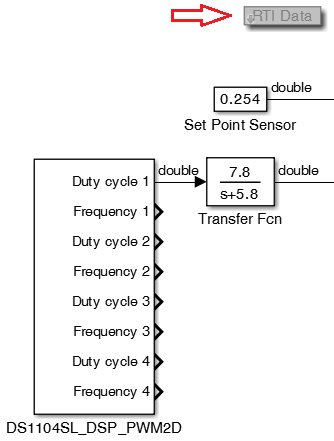 RTI Data
double
0.254
Set Point Sensor
double
double
7.8
s+5.8
Transfer Fcn
Duty cycle 1
Frequency 1
Duty cycle 2
Frequency 2
Duty cycle 3
Frequency 3
Duty cycle 4
Frequency 4
DS1104SL_DSP_PWM2D